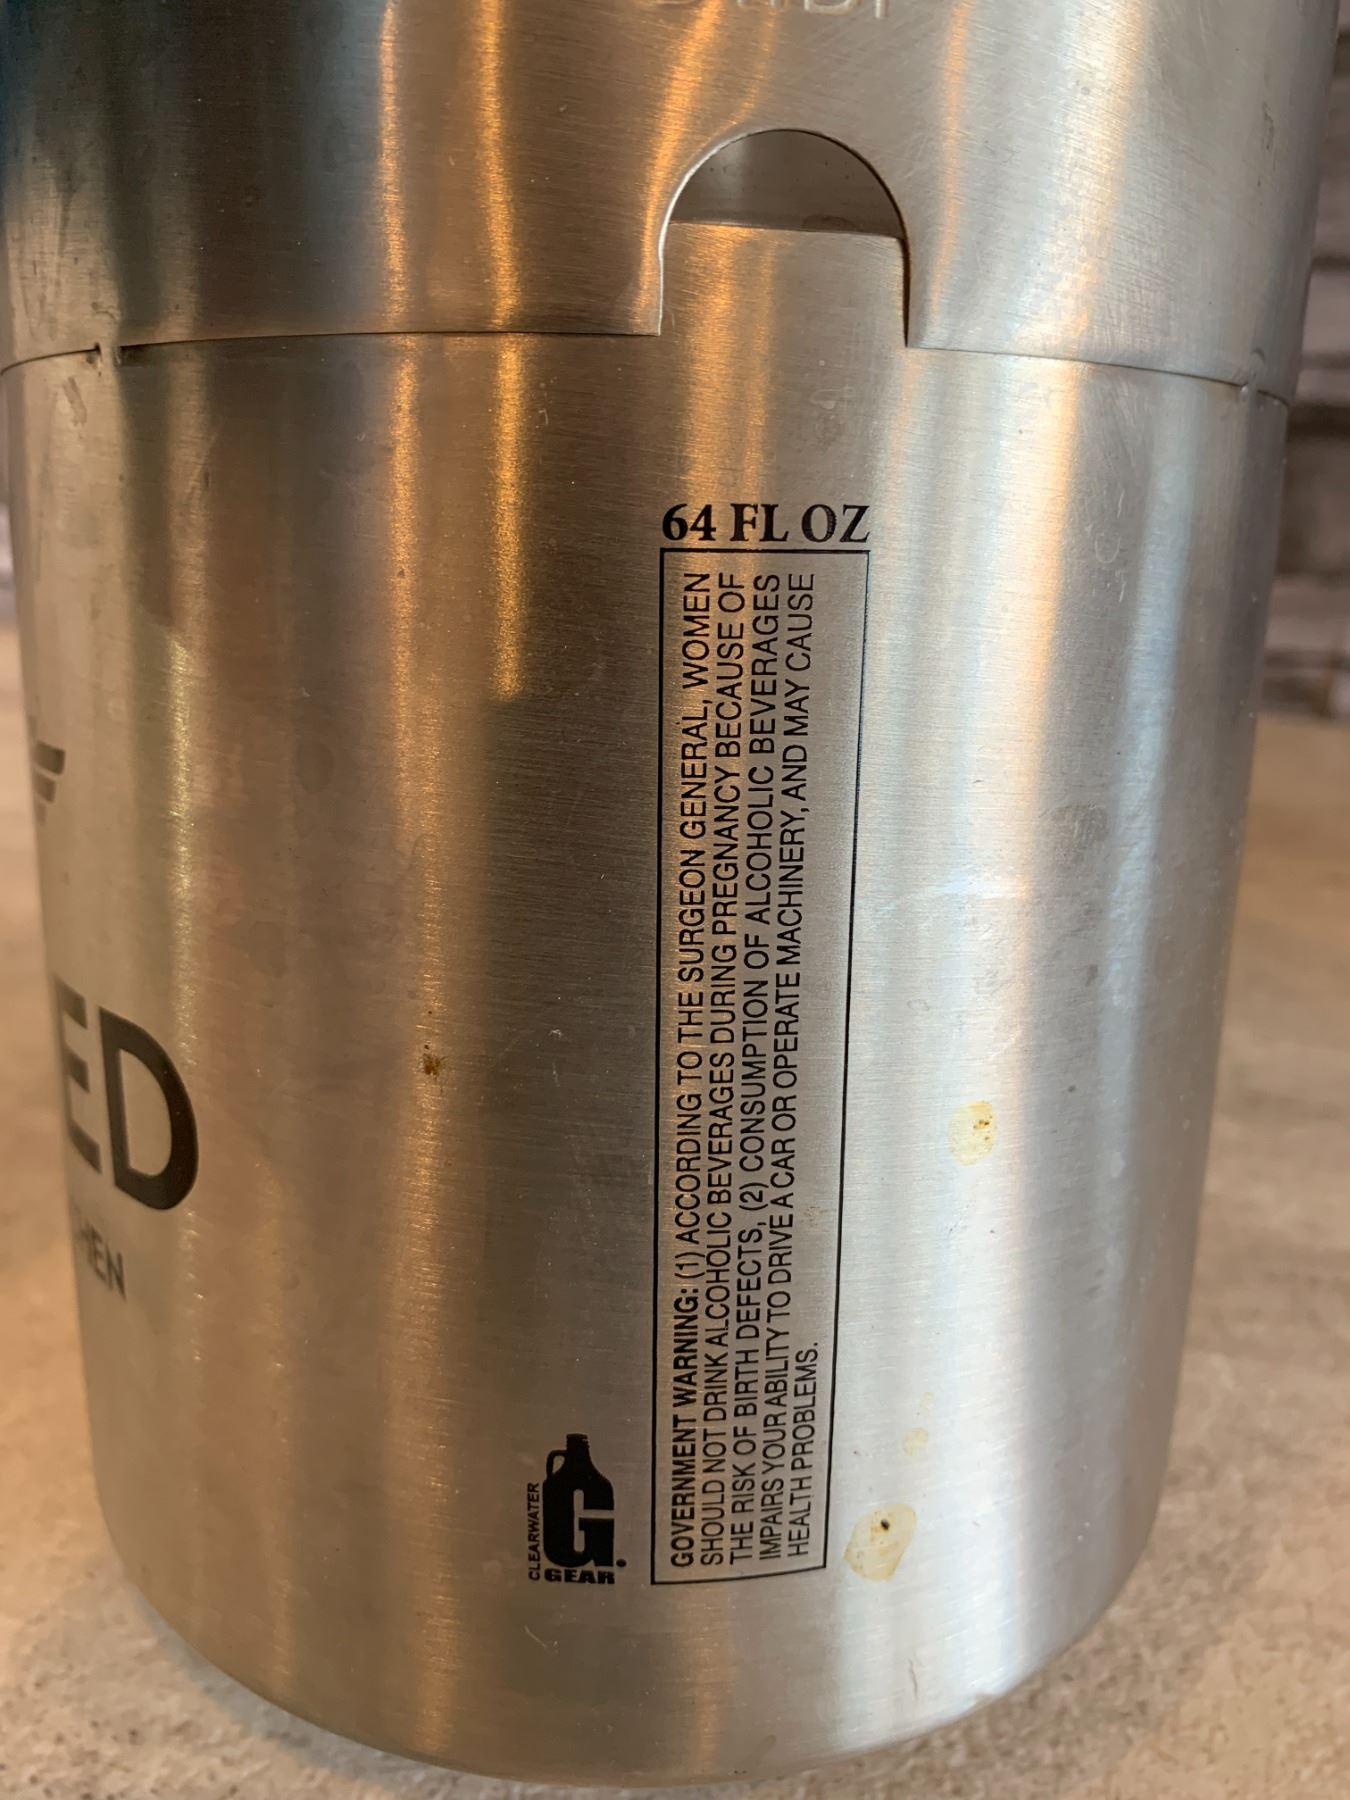 64 FL OZ
GOVERNMENT WARNING: (1) ACCORDING TO THE SURGEON GENERAL, WOMEN
SHOULD NOT DRINK ALCOHOLIC BEVERAGES DURING PREGNANCY BECAUSE OF
THE RISK OF BIRTH DEFECTS, (2) CONSUMPTION OF ALCOHOLIC BEVERAGES
IMPAIRS YOUR ABILITY TO DRIVE A CAR OR OPERATE MACHINERY, AND MAY CAUSE
HEALTH PROBLEMS.
CLEARWATER
G
GEAR
ED
HEN